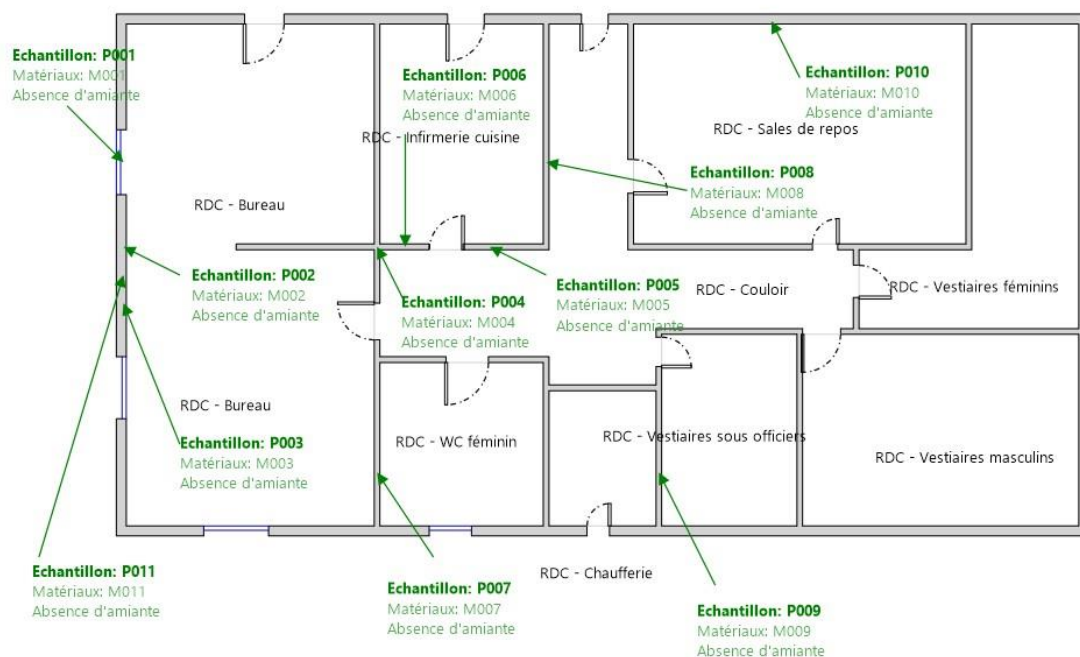 Echantillon: P001
Matériaux: M001
Absence d'amiante
Echantillon: P006
Matériaux: M006
Absence d'amiante
Echantillon: P010
Matériaux: M010
Absence d'amiante
RDC - Infirmerie cuisine
RDC - Sales de repos
Echantillon: P008
Matériaux: M008
Absence d'amiante
RDC - Bureau
Echantillon: P002
Matériaux: M002
Absence d'amiante
Echantillon: P004
Matériaux: M004
Absence d'amiante
Echantillon: P005
Matériaux: M005
Absence d'amiante
RDC - Couloir
RDC - Vestiaires féminins
RDC - Bureau
Echantillon: P003
Matériaux: M003
Absence d'amiante
RDC - WC féminin
RDC - Vestiaires sous officiers
RDC - Vestiaires masculins
Echantillon: P011
Matériaux: M011
Absence d'amiante
Echantillon: P007
Matériaux: M007
Absence d'amiante
RDC - Chaufferie
Echantillon: P009
Matériaux: M009
Absence d'amiante